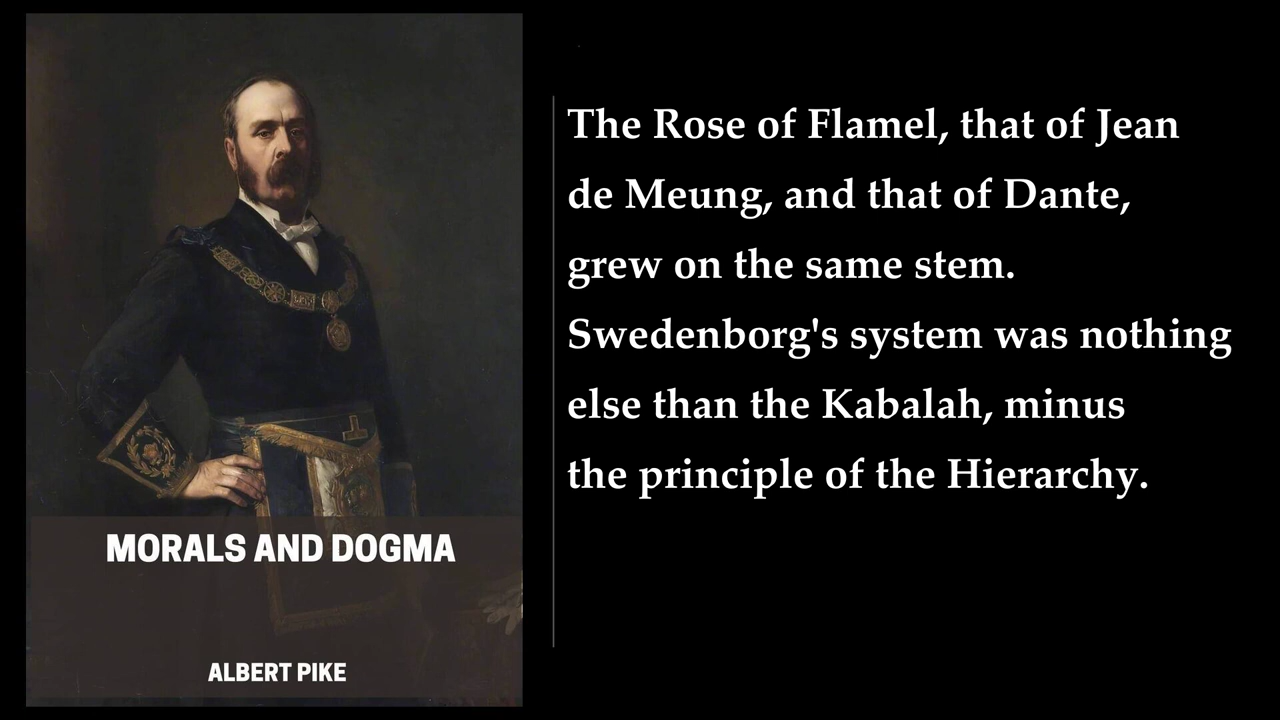 MORALS AND DOGMA
ALBERT PIKE
The Rose of Flamel, that of Jean
de Meung, and that of Dante,
grew on the same stem.
Swedenborg's system was nothing
else than the Kabalah, minus
the principle of the Hierarchy.